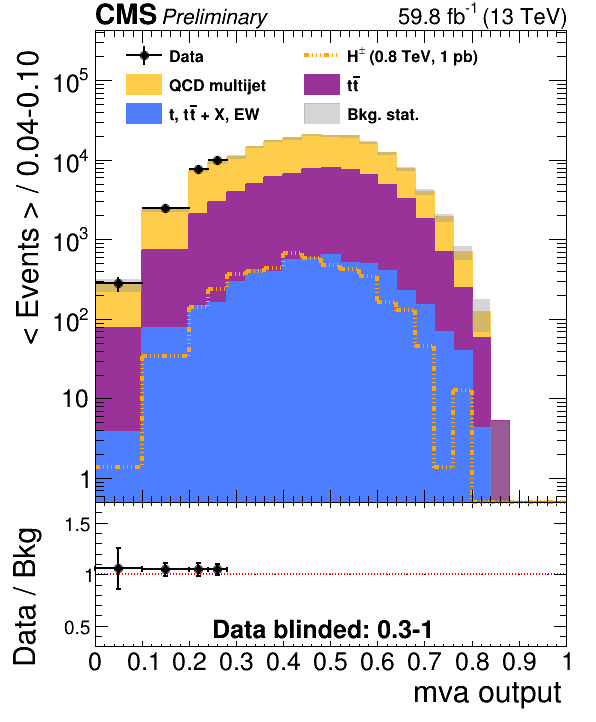 CMS Preliminary 59.8 fb⁻¹ (13 TeV)
Data H± (0.8 TeV, 1 pb)
QCD multijet tt̄
t, tt̄ + X, EW Bkg. stat.
< Events > / 0.04-0.10
10⁵
10⁴
10³
10²
10
1
Data / Bkg
1.5
1
0.5
Data blinded: 0.3-1
0 0.1 0.2 0.3 0.4 0.5 0.6 0.7 0.8 0.9 1
mva output